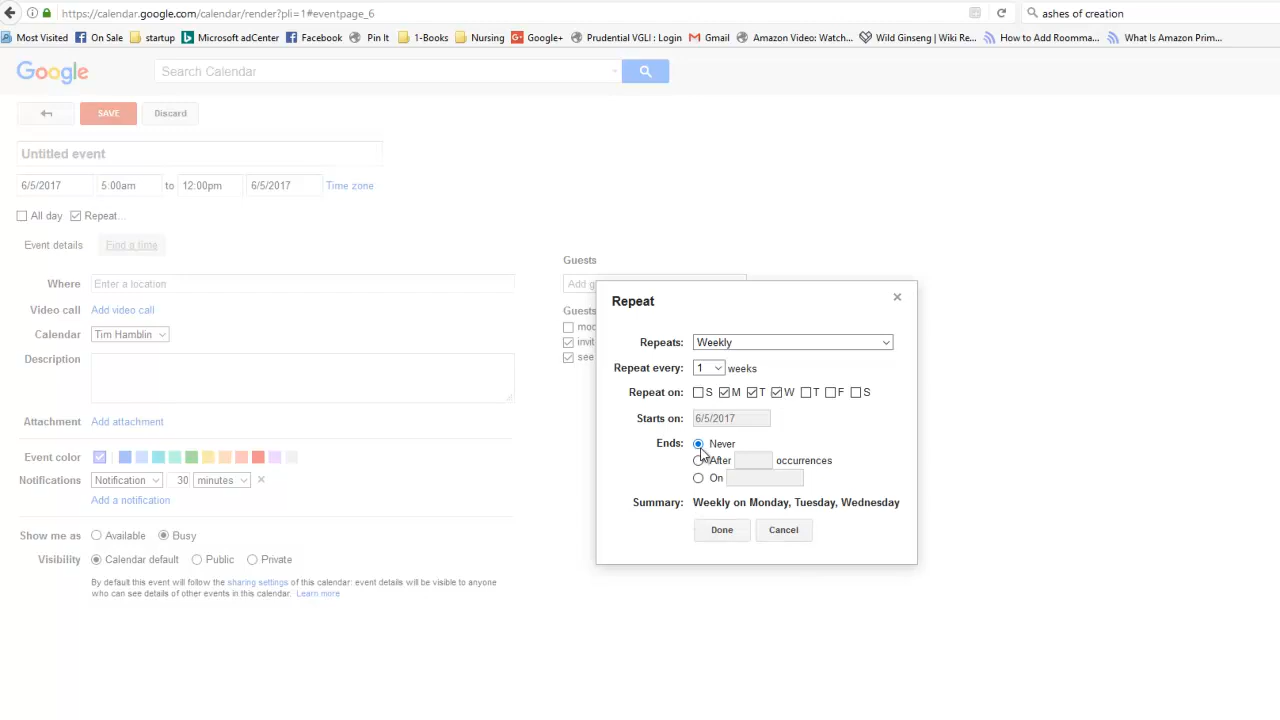 https://calendar.google.com/calendar/render?pli=1#eventpage_6
ashes of creation
Most Visited On Sale startup Microsoft adCenter Facebook Pin It 1-Books Nursing Google+ Prudential VGLI : Login Gmail Amazon Video: Watch... Wild Ginseng | Wiki Re... How to Add Roomma... What Is Amazon Prim...
Google
Search Calendar
SAVE Discard
Untitled event
6/5/2017 5:00am to 12:00pm 6/5/2017 Time zone
All day Repeat...
Event details Find a time
Where Enter a location
Video call Add video call
Calendar Tim Hamblin
Description
Attachment Add attachment
Event color
Notifications Notification 30 minutes
Add a notification
Show me as Available Busy
Visibility Calendar default Public Private
By default this event will follow the sharing settings of this calendar: event details will be visible to anyone
who can see details of other events in this calendar. Learn more
Guests
Add g
Guests
mod
invit
see
Repeat
Repeats: Weekly
Repeat every: 1 weeks
Repeat on: S M T W T F S
Starts on: 6/5/2017
Ends: Never
After occurrences
On
Summary: Weekly on Monday, Tuesday, Wednesday
Done Cancel